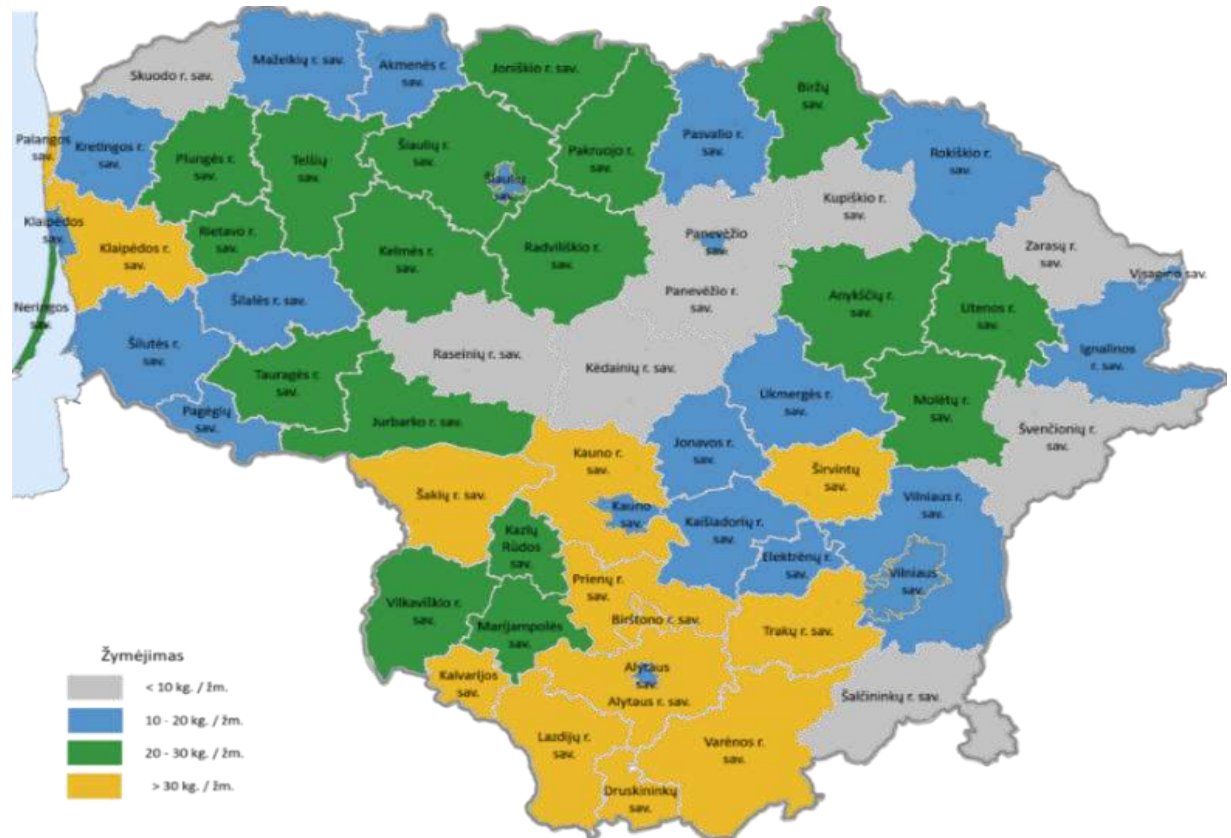 Skuodo r. sav.
Mažeikių r. sav.
Akmenės r.
sav.
Joniškio r. sav.
Biržų
sav.
Palangos
sav.
Kretingos r.
sav.
Plungės r.
sav.
Telšių
sav.
Šiaulių r.
sav.
Šiaulių
sav.
Pakruojo r.
sav.
Pasvalio r.
sav.
Rokiškio r.
sav.
Kupiškio r.
sav.
Zarasų r.
sav.
Visagino sav.
Klaipėdos
sav.
Klaipėdos r.
sav.
Rietavo r.
sav.
Kelmės r.
sav.
Radviliškio r.
sav.
Panevėžio
sav.
Panevėžio r.
sav.
Anykščių r.
sav.
Utenos r.
sav.
Ignalinos
r. sav.
Neringos
sav.
Šilalės r. sav.
Šilutės r.
sav.
Raseinių r. sav.
Kėdainių r. sav.
Tauragės r.
sav.
Ukmergės r.
sav.
Molėtų r.
sav.
Pagėgių
sav.
Jurbarko r. sav.
Švenčionių r.
sav.
Kauno r.
sav.
Jonavos r.
sav.
Širvintų
sav.
Šakių r. sav.
Kauno
sav.
Kaišiadorių r.
sav.
Vilniaus r.
sav.
Kazlų
Rūdos
sav.
Elektrėnų r.
sav.
Vilniaus
sav.
Prienų r.
sav.
Vilkaviškio r.
sav.
Marijampolės
sav.
Birštono r. sav.
Trakų r. sav.
Kalvarijos
sav.
Alytaus
sav.
Alytaus r. sav.
Šalčininkų r. sav.
Lazdijų r.
sav.
Varėnos r.
sav.
Druskininkų
sav.
Žymėjimas
< 10 kg. / žm.
10 - 20 kg. / žm.
20 - 30 kg. / žm.
> 30 kg. / žm.